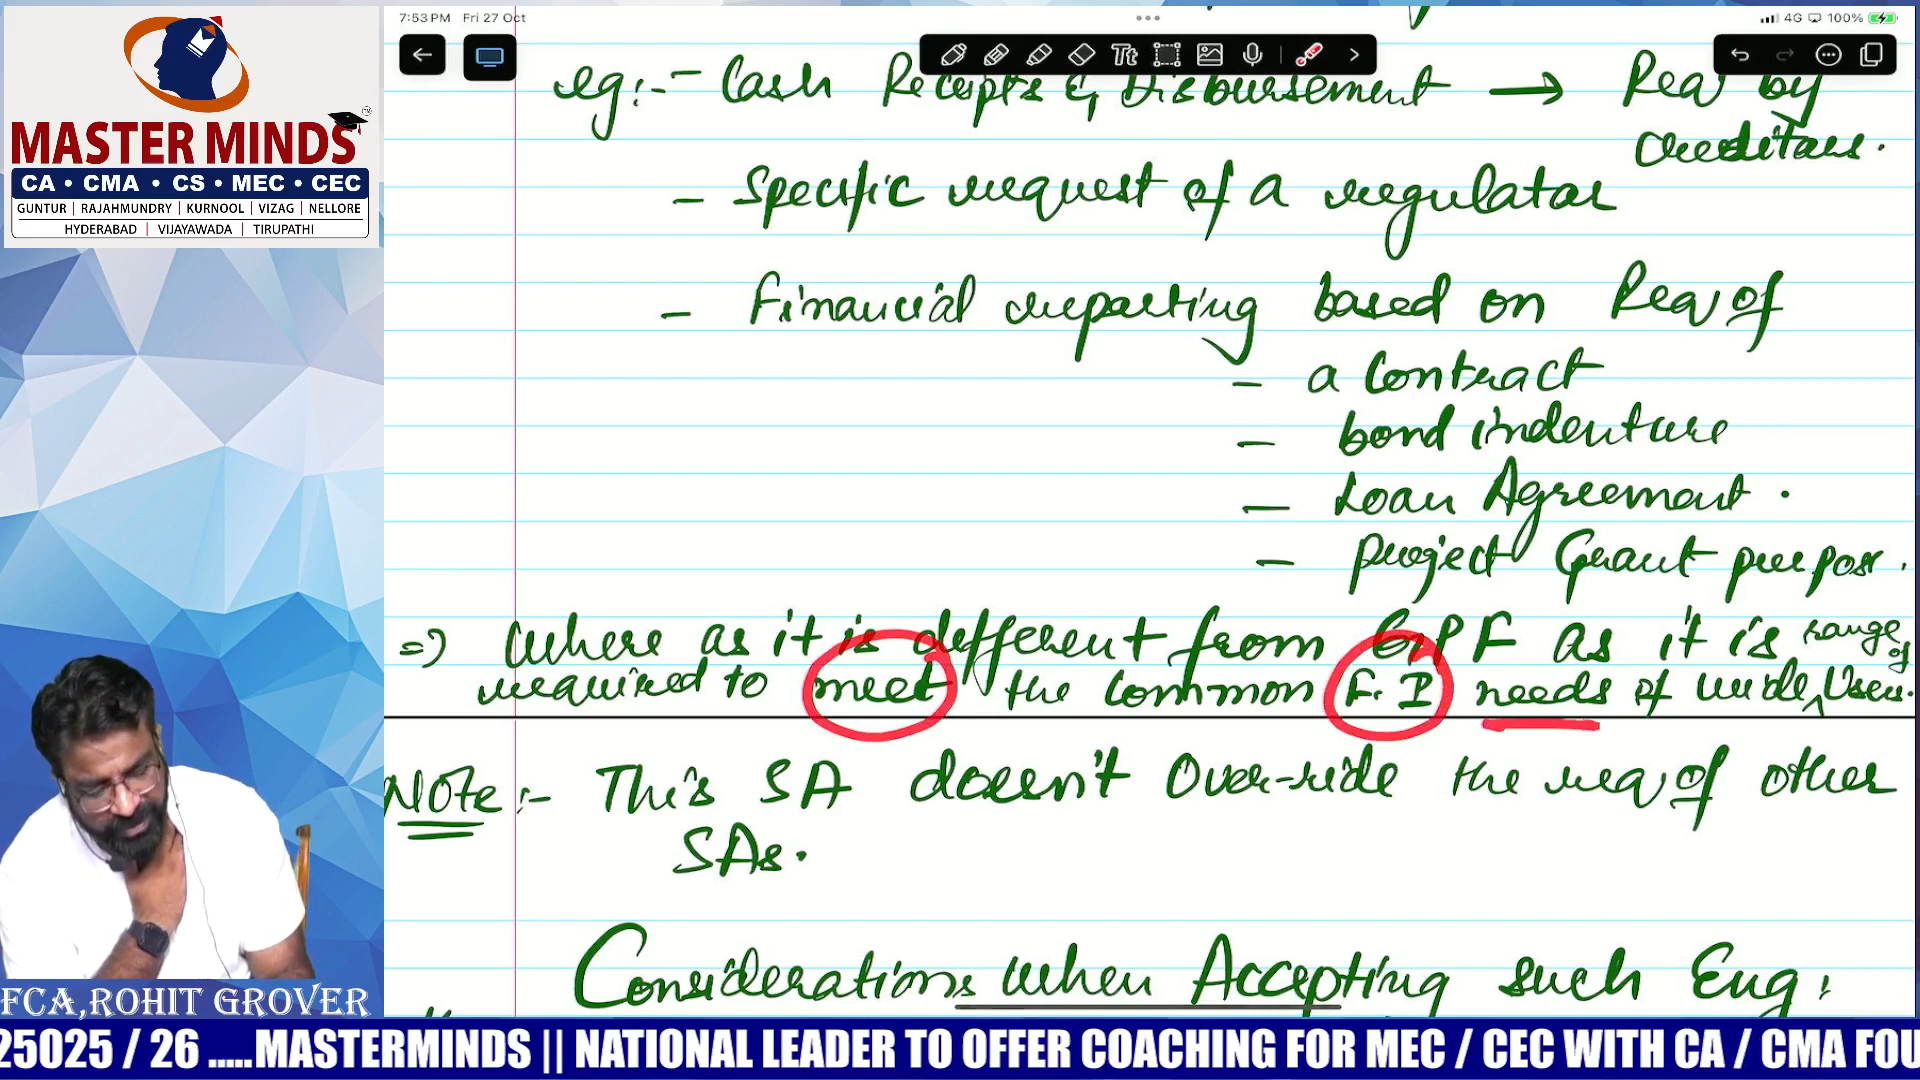 MASTER MINDS
CA • CMA • CS • MEC • CEC
GUNTUR | RAJAHMUNDRY | KURNOOL | VIZAG | NELLORE
HYDERABAD | VIJAYAWADA | TIRUPATHI
7:53 PM Fri 27 Oct
4G 100%
Tt
eg:- - Cash Receipts & Disbursement → Req by
creditors.
- Specific request of a regulator
- Financial reporting based on Req of
- a Contract
- bond indenture
- Loan Agreement.
- Project Grant purpose.
=) Where as it is different from GPF as it is range of
required to meet the common F.I needs of wide Users.
NOTE:- This SA doesn't Over-ride the req of other
SAs.
Considerations when Accepting such Eng:
FCA,ROHIT GROVER
25025 / 26 .....MASTERMINDS || NATIONAL LEADER TO OFFER COACHING FOR MEC / CEC WITH CA / CMA FOU